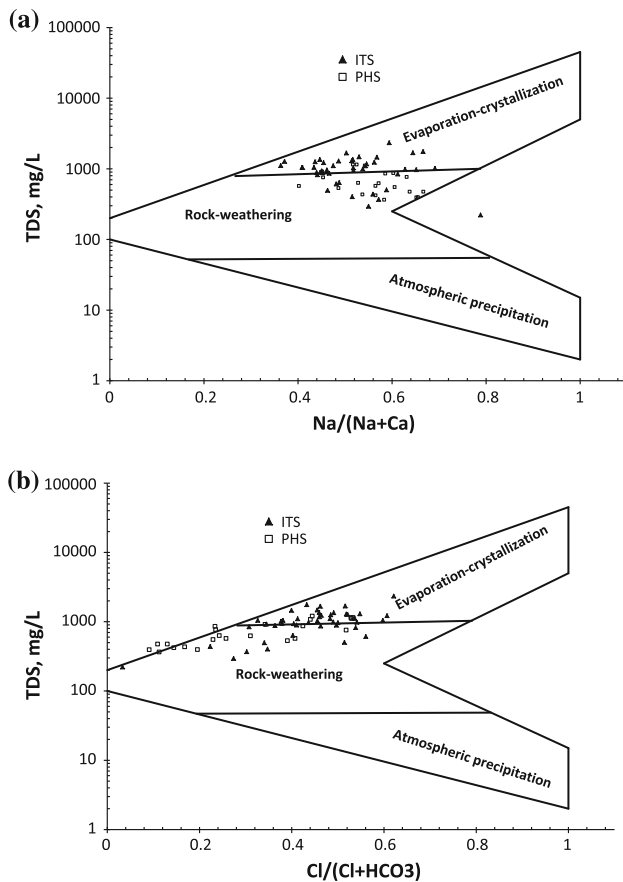 (a)
100000
10000
1000
100
10
1
TDS, mg/L
ITS
PHS
Evaporation-crystallization
Rock-weathering
Atmospheric precipitation
0 0.2 0.4 0.6 0.8 1
Na/(Na+Ca)
(b)
100000
10000
1000
100
10
1
TDS, mg/L
ITS
PHS
Evaporation-crystallization
Rock-weathering
Atmospheric precipitation
0 0.2 0.4 0.6 0.8 1
Cl/(Cl+HCO3)